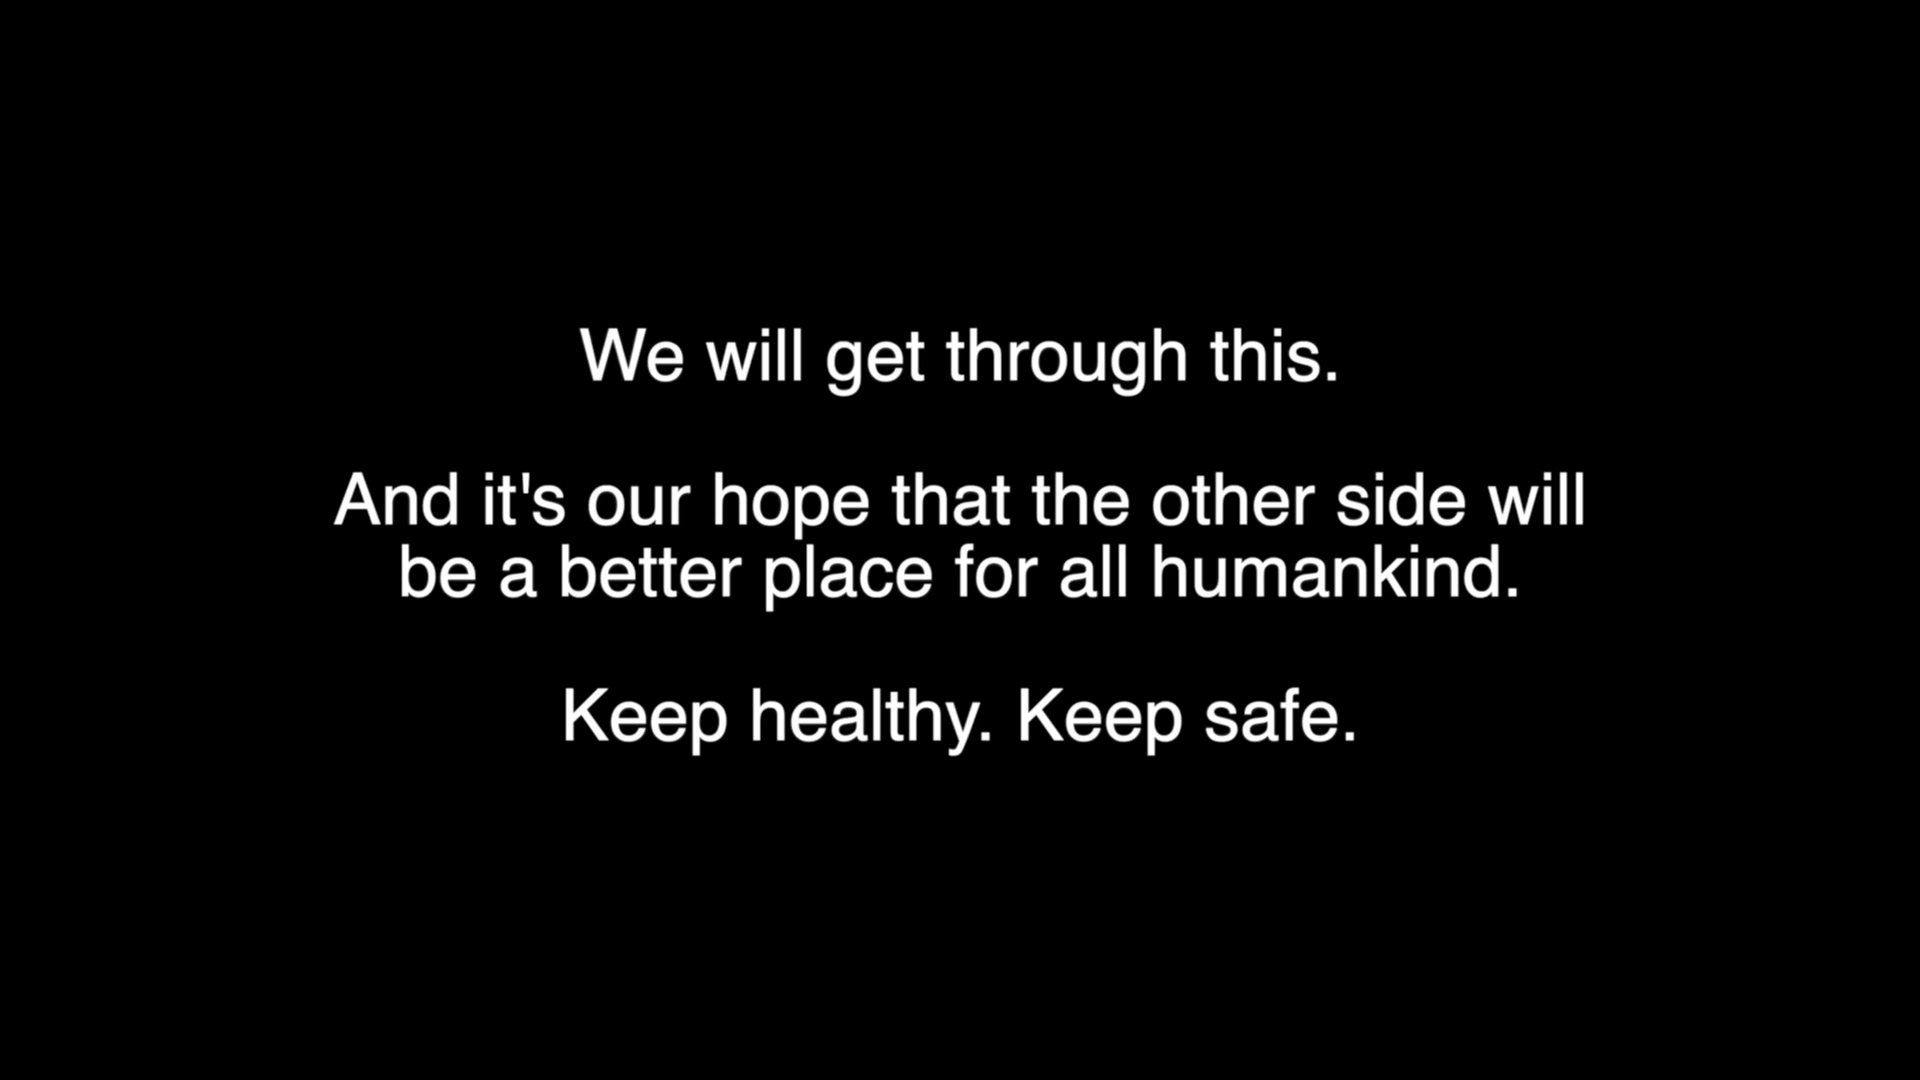 We will get through this.
And it's our hope that the other side will
be a better place for all humankind.
Keep healthy. Keep safe.